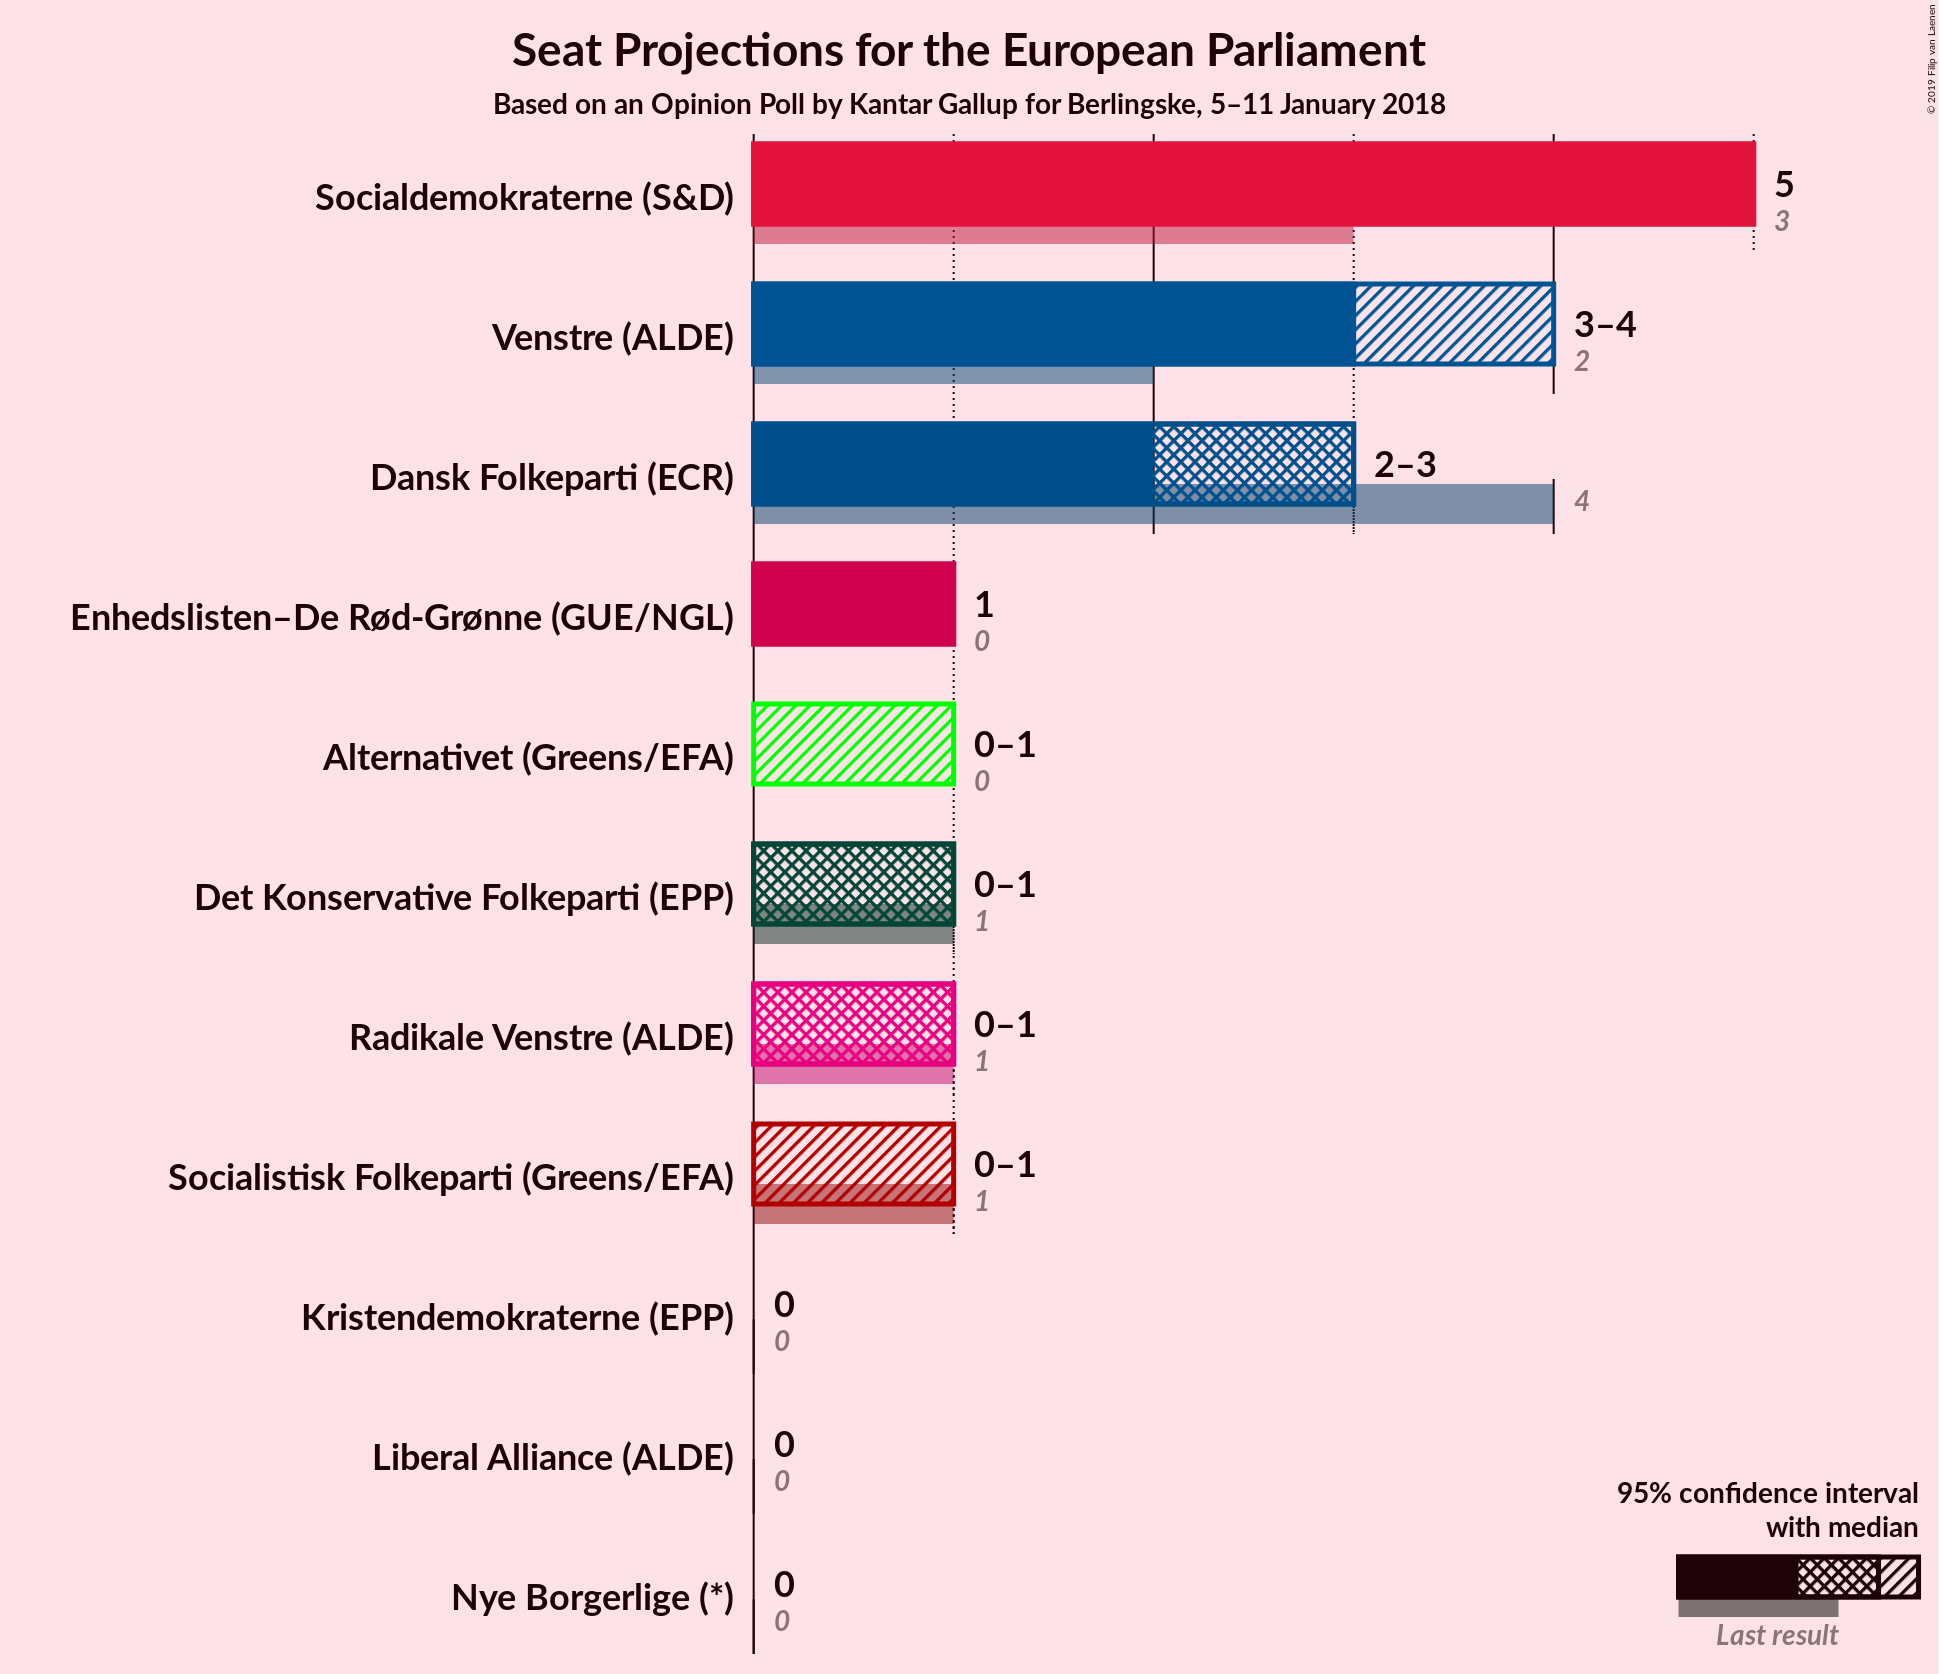 Seat Projections for the European Parliament
Based on an Opinion Poll by Kantar Gallup for Berlingske, 5–11 January 2018
© 2019 Filip van Laenen
Socialdemokraterne (S&D)
5
3
Venstre (ALDE)
3–4
2
Dansk Folkeparti (ECR)
2–3
4
Enhedslisten–De Rød-Grønne (GUE/NGL)
1
0
Alternativet (Greens/EFA)
0–1
0
Det Konservative Folkeparti (EPP)
0–1
1
Radikale Venstre (ALDE)
0–1
1
Socialistisk Folkeparti (Greens/EFA)
0–1
1
Kristendemokraterne (EPP)
0
0
Liberal Alliance (ALDE)
0
0
Nye Borgerlige (*)
0
0
95% confidence interval
with median
Last result